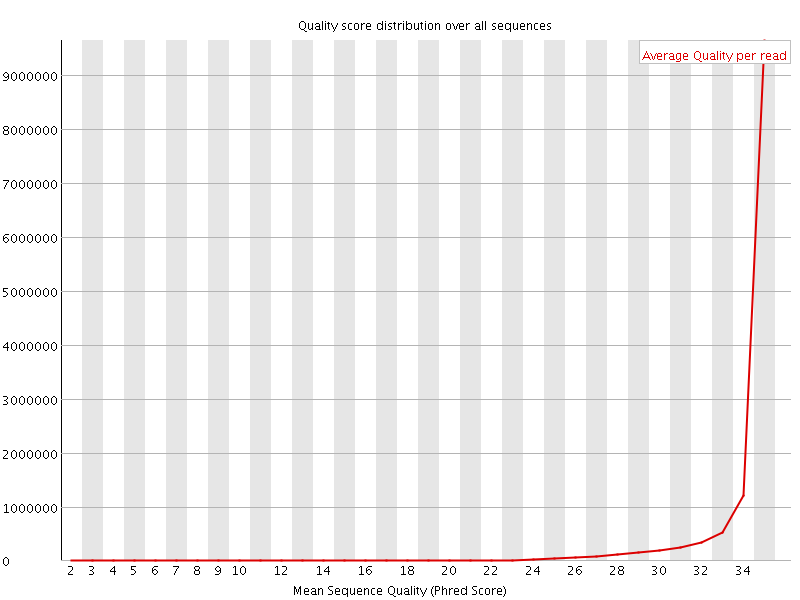 Quality score distribution over all sequences
Average Quality per read
9000000
8000000
7000000
6000000
5000000
4000000
3000000
2000000
1000000
0
2 3 4 5 6 7 8 9 10 12 14 16 18 20 22 24 26 28 30 32 34
Mean Sequence Quality (Phred Score)